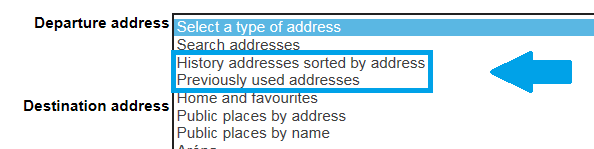 Departure address
Select a type of address
Search addresses
History addresses sorted by address
Previously used addresses
Destination address
Home and favourites
Public places by address
Public places by name